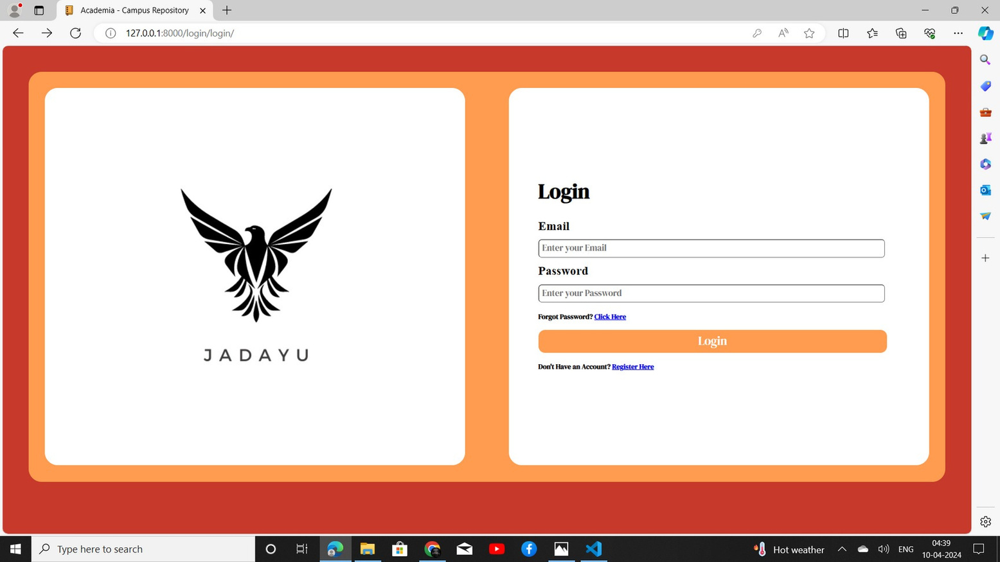 Academia - Campus Repository
127.0.0.1:8000/login/login/
JADAYU
Login
Email
Enter your Email
Password
Enter your Password
Forgot Password? Click Here
Login
Don't Have an Account? Register Here
Type here to search
Hot weather
ENG
04:39
10-04-2024